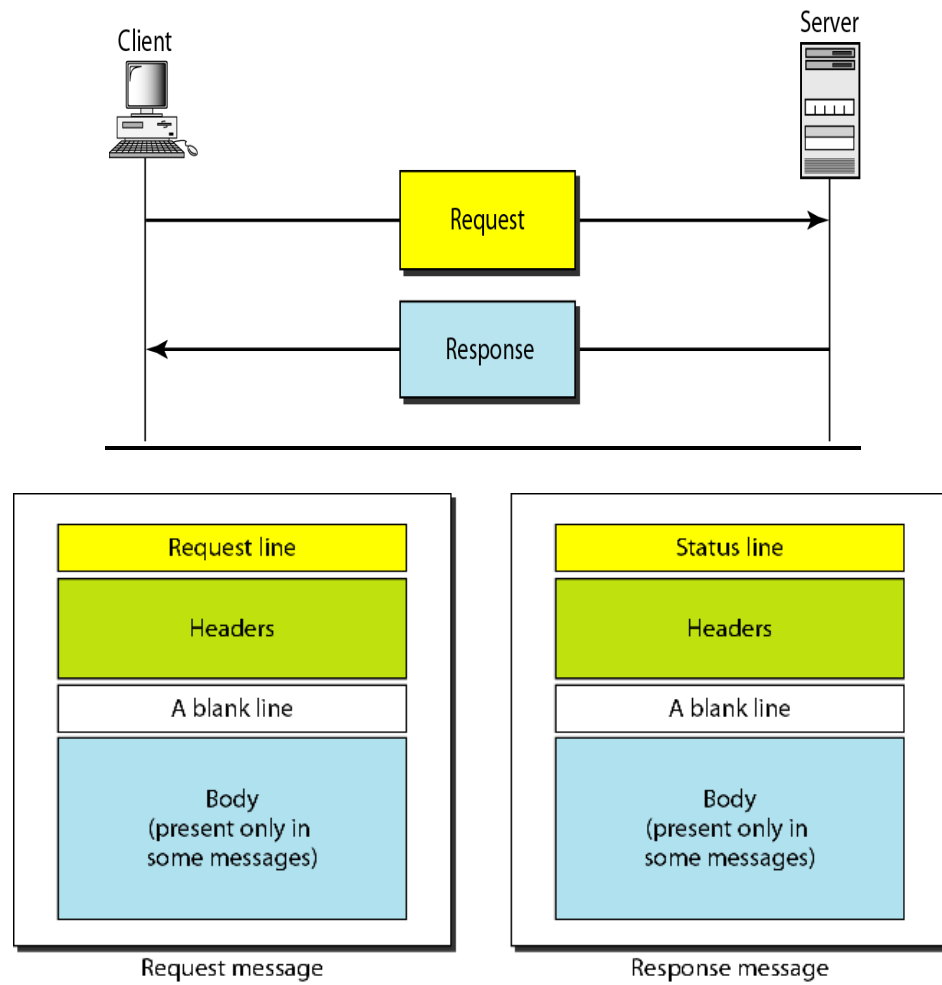 Client
Server
Request
Response
Request line
Headers
A blank line
Body
(present only in
some messages)
Request message
Status line
Headers
A blank line
Body
(present only in
some messages)
Response message